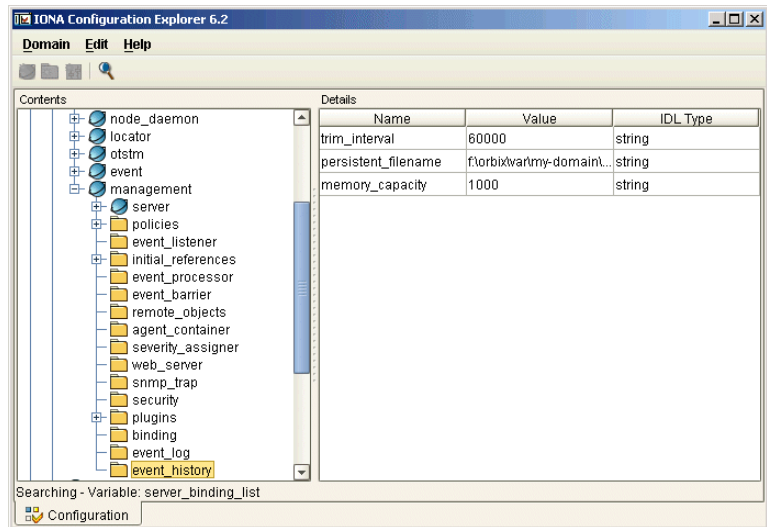 IONA Configuration Explorer 6.2
Domain Edit Help
Contents
node_daemon
locator
otstm
event
management
server
policies
event_listener
initial_references
event_processor
event_barrier
remote_objects
agent_container
severity_assigner
web_server
snmp_trap
security
plugins
binding
event_log
event_history
Details
Name Value IDL Type
trim_interval 60000 string
persistent_filename f:\orbix\var\my-domain\... string
memory_capacity 1000 string
Searching - Variable: server_binding_list
Configuration